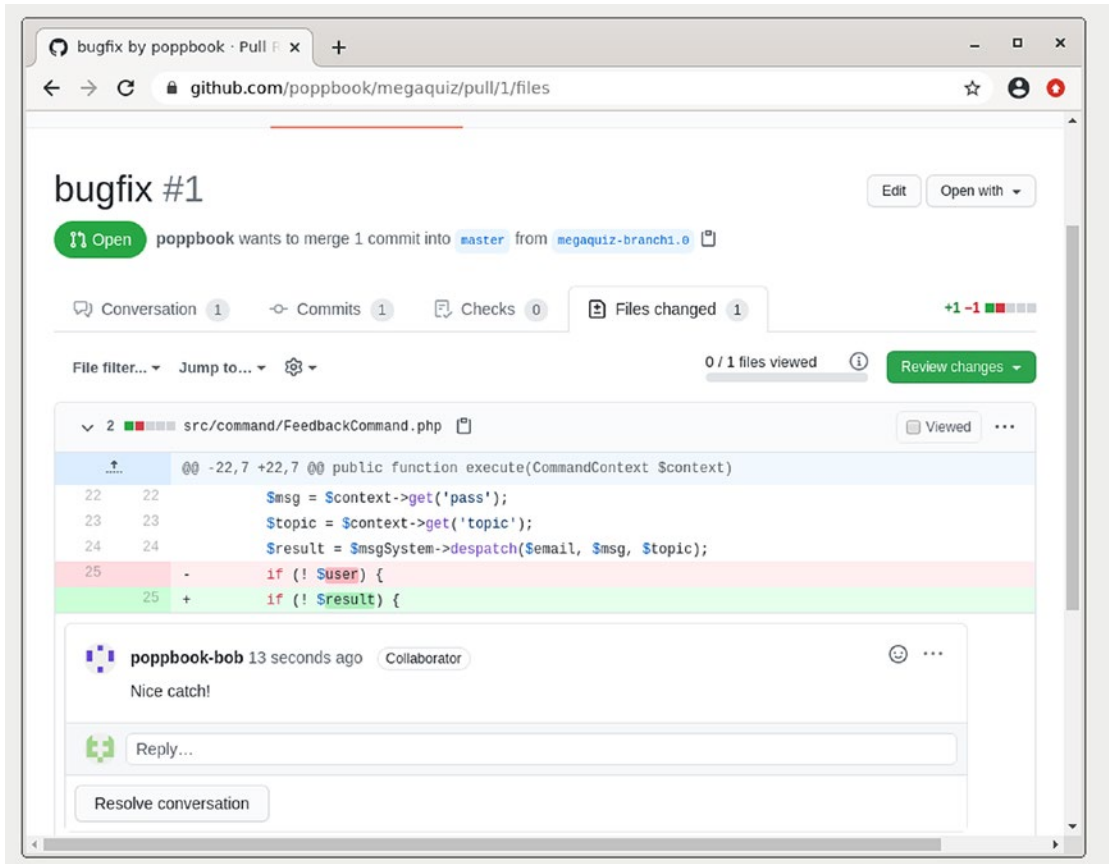 bugfix by poppbook · Pull R
github.com/poppbook/megaquiz/pull/1/files
bugfix #1
Edit
Open with
Open
poppbook wants to merge 1 commit into master from megaquiz-branch1.0
Conversation 1
Commits 1
Checks 0
Files changed 1
+1 −1
File filter...
Jump to...
0 / 1 files viewed
Review changes
2 src/command/FeedbackCommand.php
Viewed
@@ -22,7 +22,7 @@ public function execute(CommandContext $context)
22 22 $msg = $context->get('pass');
23 23 $topic = $context->get('topic');
24 24 $result = $msgSystem->despatch($email, $msg, $topic);
25 - if (! $user) {
25 + if (! $result) {
poppbook-bob 13 seconds ago Collaborator
Nice catch!
Reply…
Resolve conversation